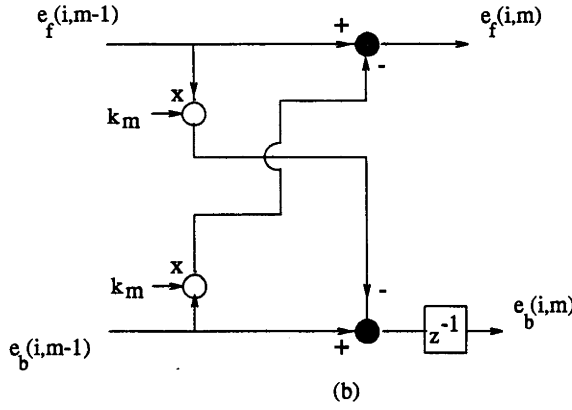 e_f(i,m-1)
+
e_f(i,m)
-
x
k_m
x
k_m
-
e_b(i,m-1)
+
z^-1
e_b(i,m)
(b)